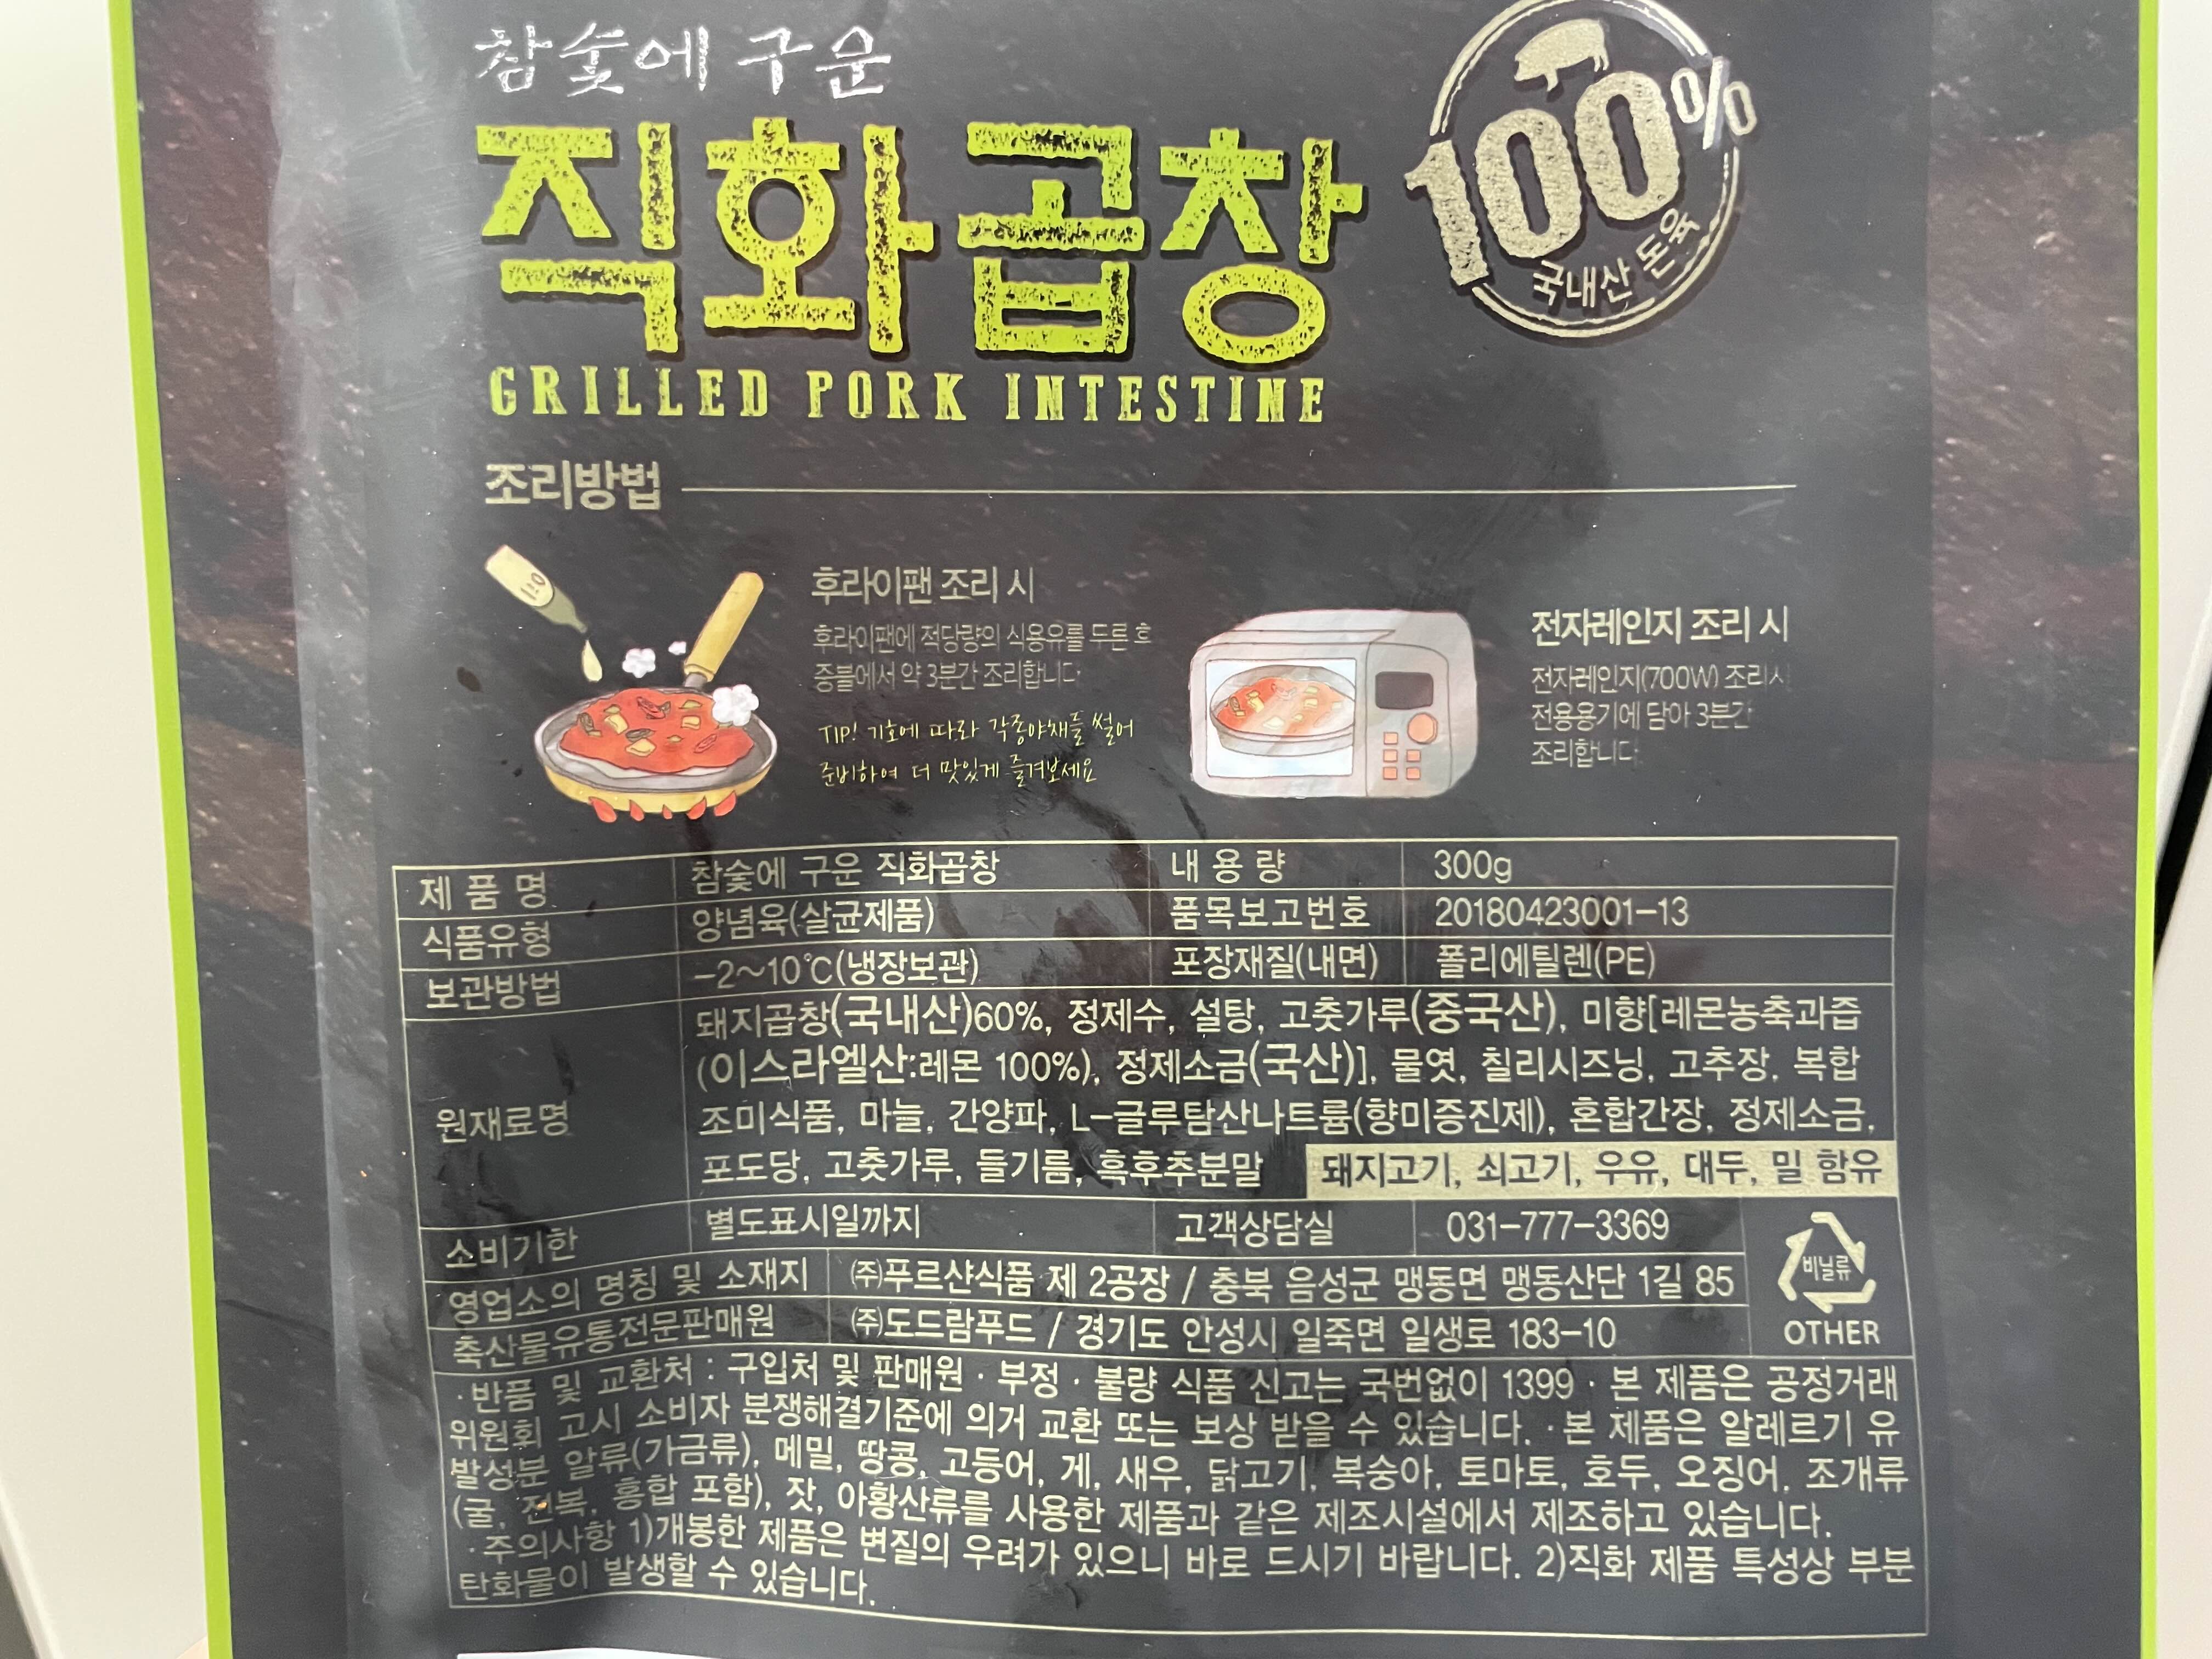 참숯에 구운
직화곱창
100%
국내산 돈육
GRILLED PORK INTESTINE
조리방법
OIL
후라이팬 조리 시
후라이팬에 적당량의 식용유를 두른 후
중불에서 약 3분간 조리합니다
TIP! 기호에 따라 각종야채를 썰어
준비하여 더 맛있게 즐겨보세요
전자레인지 조리 시
전자레인지(700W) 조리시
전용용기에 담아 3분간
조리합니다
제 품 명 참숯에 구운 직화곱창 내 용 량 300g
식품유형 양념육(살균제품) 품목보고번호 20180423001-13
보관방법 -2~10℃(냉장보관) 포장재질(내면) 폴리에틸렌(PE)
원재료명
돼지곱창(국내산)60%, 정제수, 설탕, 고춧가루(중국산), 미향[레몬농축과즙
(이스라엘산:레몬 100%), 정제소금(국산)], 물엿, 칠리시즈닝, 고추장, 복합
조미식품, 마늘, 간양파, L-글루탐산나트륨(향미증진제), 혼합간장, 정제소금,
포도당, 고춧가루, 들기름, 흑후추분말 돼지고기, 쇠고기, 우유, 대두, 밀 함유
소비기한 별도표시일까지 고객상담실 031-777-3369
영업소의 명칭 및 소재지 ㈜푸르샨식품 제 2공장 / 충북 음성군 맹동면 맹동산단 1길 85
축산물유통전문판매원 ㈜도드람푸드 / 경기도 안성시 일죽면 일생로 183-10
비닐류
OTHER
·반품 및 교환처 : 구입처 및 판매원 · 부정 · 불량 식품 신고는 국번없이 1399 · 본 제품은 공정거래
위원회 고시 소비자 분쟁해결기준에 의거 교환 또는 보상 받을 수 있습니다. · 본 제품은 알레르기 유
발성분 알류(가금류), 메밀, 땅콩, 고등어, 게, 새우, 닭고기, 복숭아, 토마토, 호두, 오징어, 조개류
(굴, 전복, 홍합 포함), 잣, 아황산류를 사용한 제품과 같은 제조시설에서 제조하고 있습니다.
·주의사항 1)개봉한 제품은 변질의 우려가 있으니 바로 드시기 바랍니다. 2)직화 제품 특성상 부분
탄화물이 발생할 수 있습니다.